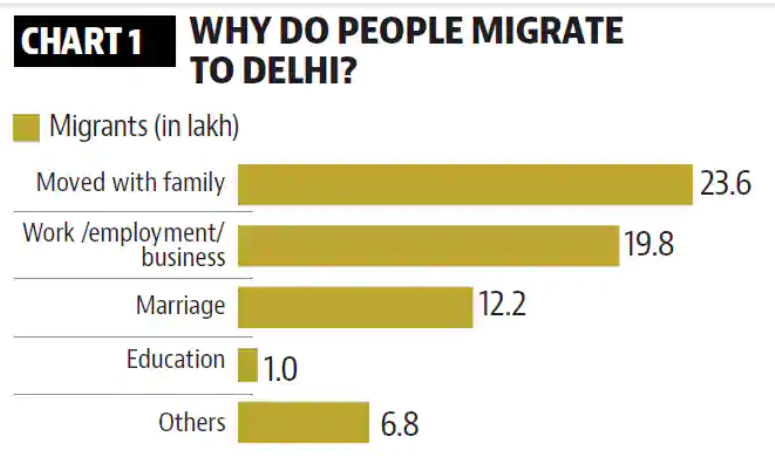 CHART 1
WHY DO PEOPLE MIGRATE
TO DELHI?
Migrants (in lakh)
Moved with family 23.6
Work /employment/
business 19.8
Marriage 12.2
Education 1.0
Others 6.8